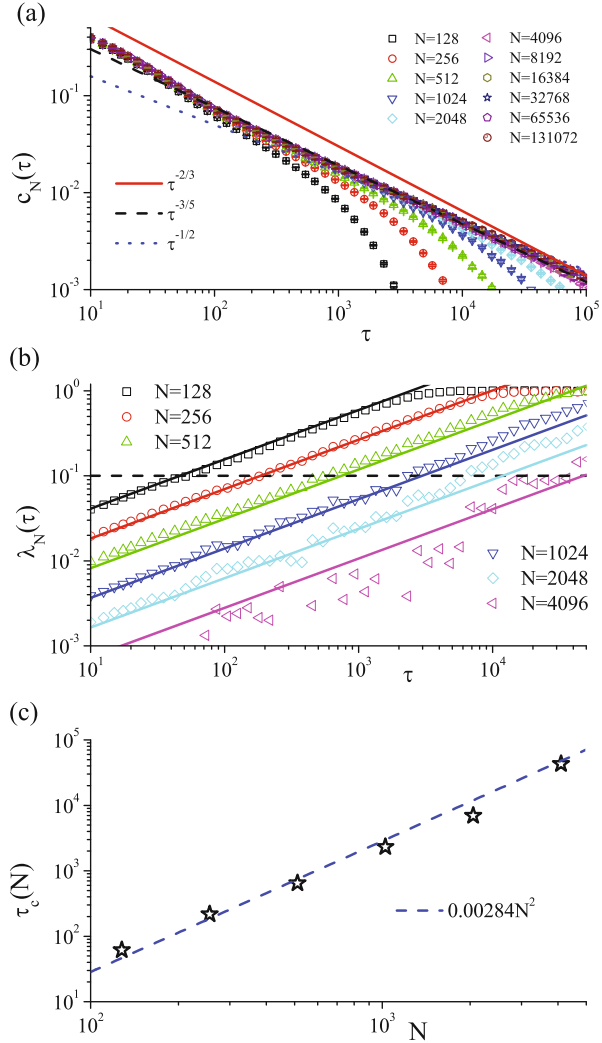 (a)
c_N(τ)
10^-1
10^-2
10^-3
N=128
N=256
N=512
N=1024
N=2048
N=4096
N=8192
N=16384
N=32768
N=65536
N=131072
τ^-2/3
τ^-3/5
τ^-1/2
10^1 10^2 10^3 10^4 10^5
τ
(b)
λ_N(τ)
10^0
10^-1
10^-2
10^-3
N=128
N=256
N=512
N=1024
N=2048
N=4096
10^1 10^2 10^3 10^4
τ
(c)
τ_c(N)
10^5
10^4
10^3
10^2
10^1
0.00284N^2
10^2 10^3
N